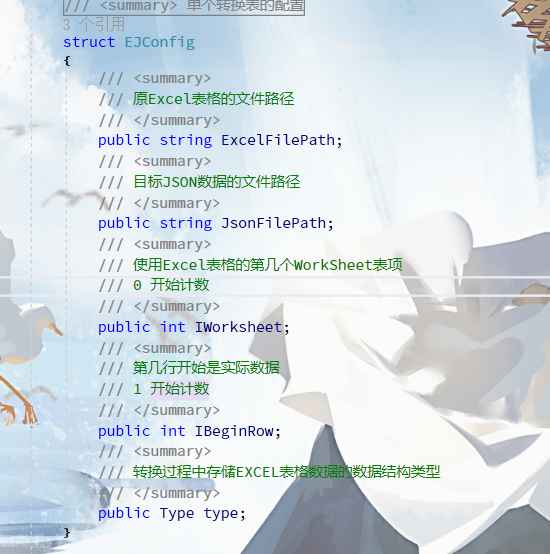 /// <summary> 单个转换表的配置
3 个引用
struct EJConfig
{
/// <summary>
/// 原Excel表格的文件路径
/// </summary>
public string ExcelFilePath;
/// <summary>
/// 目标JSON数据的文件路径
/// </summary>
public string JsonFilePath;
/// <summary>
/// 使用Excel表格的第几个WorkSheet表项
/// 0 开始计数
/// </summary>
public int IWorksheet;
/// <summary>
/// 第几行开始是实际数据
/// 1 开始计数
/// </summary>
public int IBeginRow;
/// <summary>
/// 转换过程中存储EXCEL表格数据的数据结构类型
/// </summary>
public Type type;
}